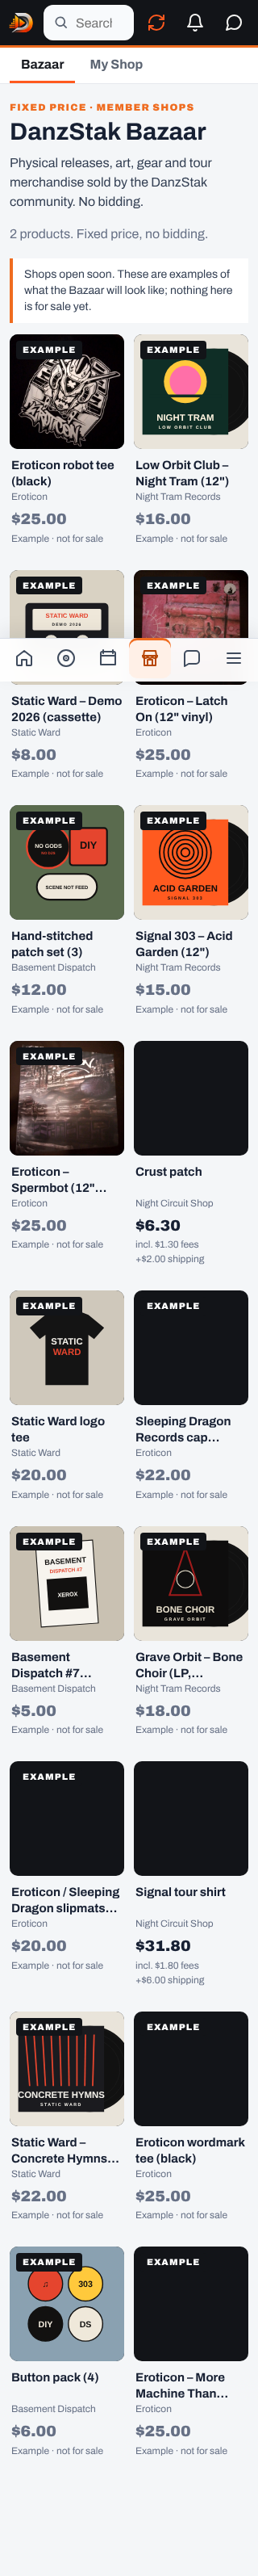 Search
Bazaar
My Shop
FIXED PRICE · MEMBER SHOPS
DanzStak Bazaar
Physical releases, art, gear and tour
merchandise sold by the DanzStak
community. No bidding.
2 products. Fixed price, no bidding.
Shops open soon. These are examples of
what the Bazaar will look like; nothing here
is for sale yet.
EXAMPLE
Eroticon robot tee
(black)
Eroticon
$25.00
Example · not for sale
EXAMPLE
NIGHT TRAM
LOW ORBIT CLUB
Low Orbit Club –
Night Tram (12")
Night Tram Records
$16.00
Example · not for sale
EXAMPLE
STATIC WARD
DEMO 2026
Static Ward – Demo
2026 (cassette)
Static Ward
$8.00
Example · not for sale
EXAMPLE
Eroticon – Latch
On (12" vinyl)
Eroticon
$25.00
Example · not for sale
EXAMPLE
NO GODS
DIY
SCENE NOT FEED
Hand-stitched
patch set (3)
Basement Dispatch
$12.00
Example · not for sale
EXAMPLE
ACID GARDEN
SIGNAL 303
Signal 303 – Acid
Garden (12")
Night Tram Records
$15.00
Example · not for sale
EXAMPLE
Eroticon –
Spermbot (12"...
Eroticon
$25.00
Example · not for sale
Crust patch
Night Circuit Shop
$6.30
incl. $1.30 fees
+$2.00 shipping
EXAMPLE
STATIC
WARD
Static Ward logo
tee
Static Ward
$20.00
Example · not for sale
EXAMPLE
Sleeping Dragon
Records cap...
Eroticon
$22.00
Example · not for sale
EXAMPLE
BASEMENT
DISPATCH #7
XEROX
Basement
Dispatch #7...
Basement Dispatch
$5.00
Example · not for sale
EXAMPLE
BONE CHOIR
GRAVE ORBIT
Grave Orbit – Bone
Choir (LP,...
Night Tram Records
$18.00
Example · not for sale
EXAMPLE
Eroticon / Sleeping
Dragon slipmats...
Eroticon
$20.00
Example · not for sale
Signal tour shirt
Night Circuit Shop
$31.80
incl. $1.80 fees
+$6.00 shipping
EXAMPLE
CONCRETE HYMNS
STATIC WARD
Static Ward –
Concrete Hymns...
Static Ward
$22.00
Example · not for sale
EXAMPLE
Eroticon wordmark
tee (black)
Eroticon
$25.00
Example · not for sale
EXAMPLE
303
DIY
DS
Button pack (4)
Basement Dispatch
$6.00
Example · not for sale
EXAMPLE
Eroticon – More
Machine Than...
Eroticon
$25.00
Example · not for sale